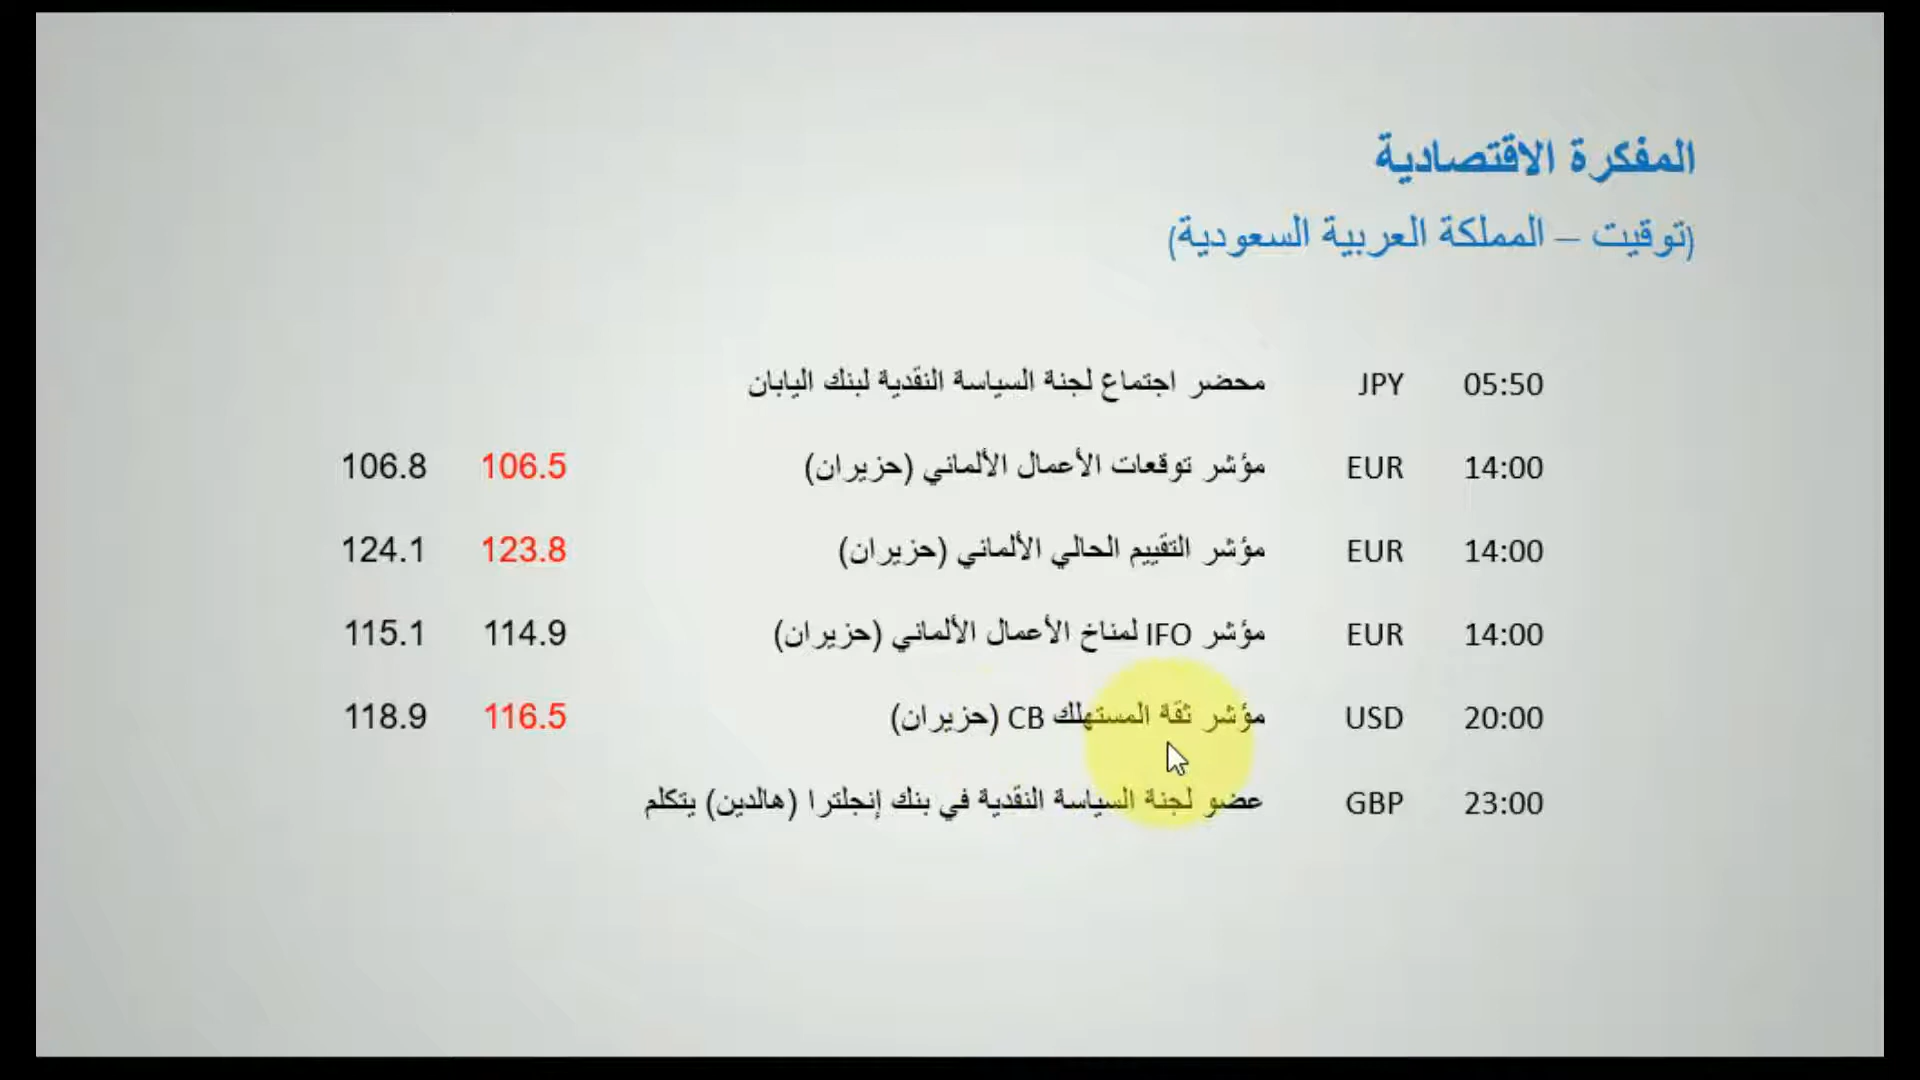 المفكرة الاقتصادية
(توقيت – المملكة العربية السعودية)
05:50 JPY محضر اجتماع لجنة السياسة النقدية لبنك اليابان
14:00 EUR مؤشر توقعات الأعمال الألماني (حزيران) 106.5 106.8
14:00 EUR مؤشر التقييم الحالي الألماني (حزيران) 123.8 124.1
14:00 EUR مؤشر IFO لمناخ الأعمال الألماني (حزيران) 114.9 115.1
20:00 USD مؤشر ثقة المستهلك CB (حزيران) 116.5 118.9
23:00 GBP عضو لجنة السياسة النقدية في بنك إنجلترا (هالدين) يتكلم